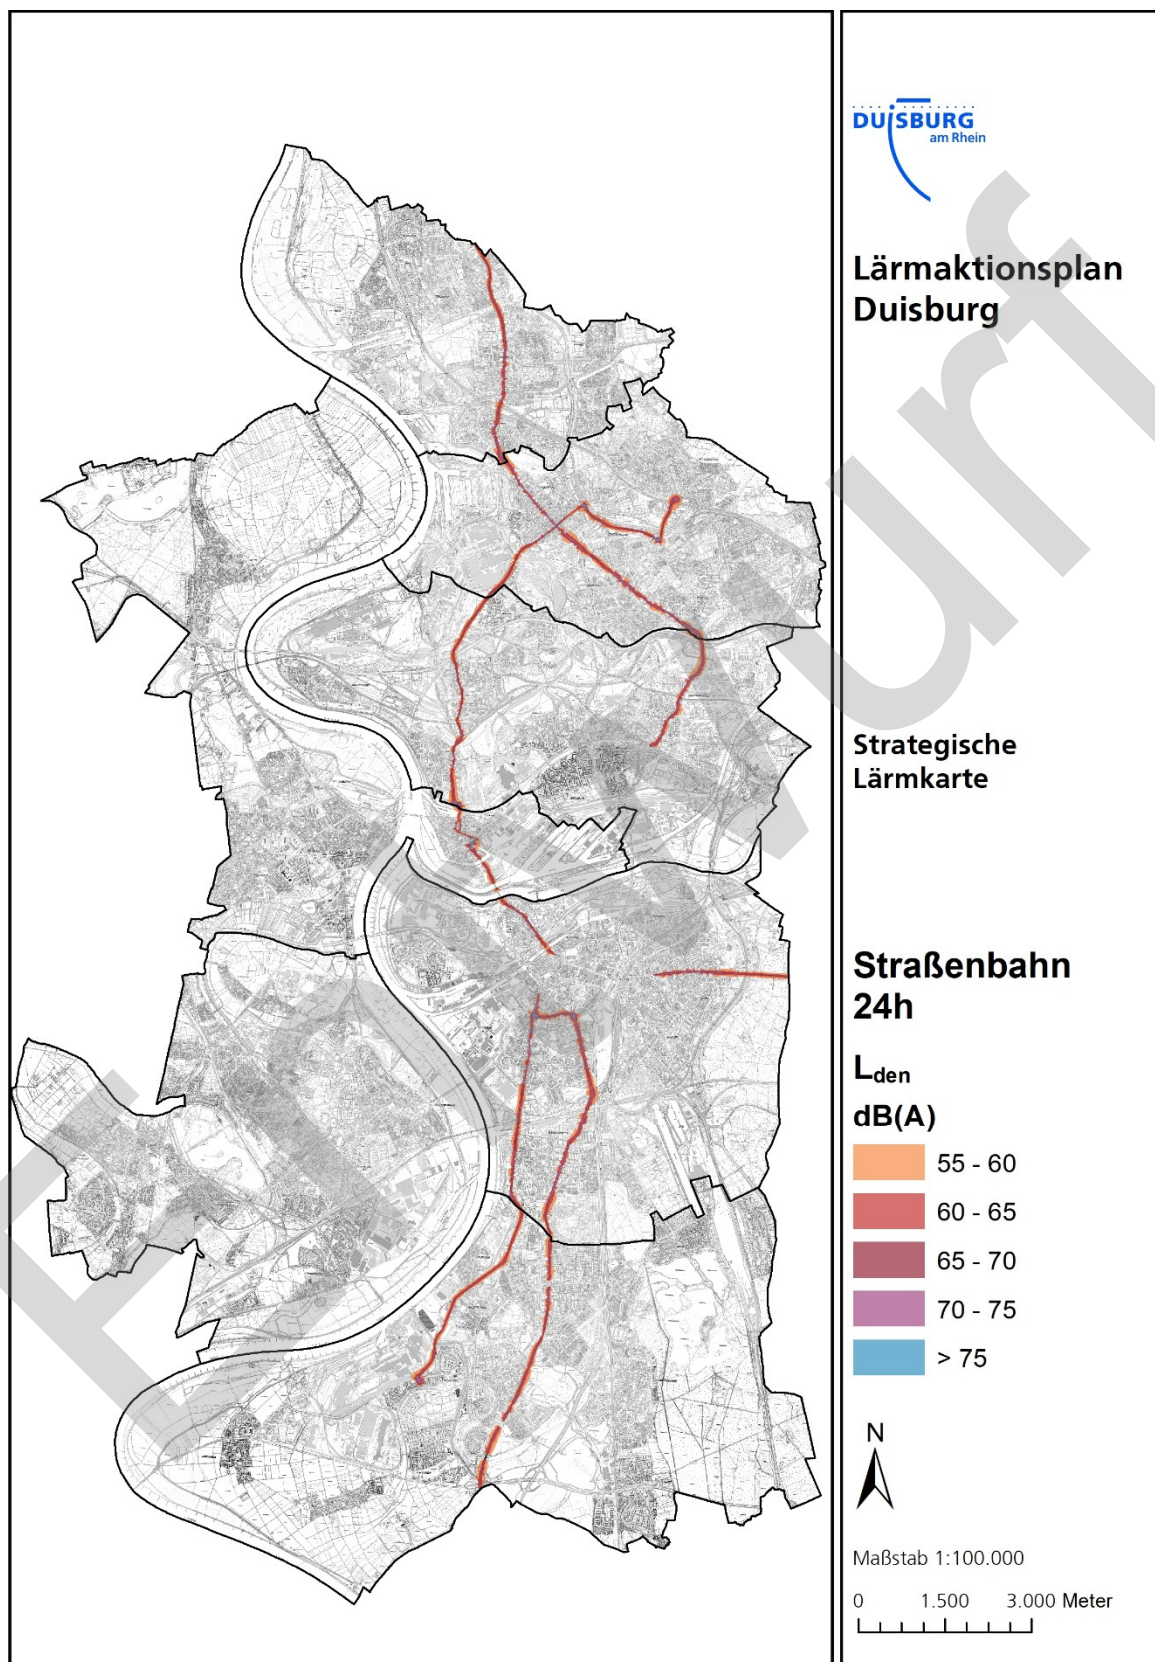 DUISBURG
am Rhein
Lärmaktionsplan
Duisburg
Strategische
Lärmkarte
Straßenbahn
24h
Lden
dB(A)
55 - 60
60 - 65
65 - 70
70 - 75
> 75
N
Maßstab 1:100.000
0 1.500 3.000 Meter
Entwurf